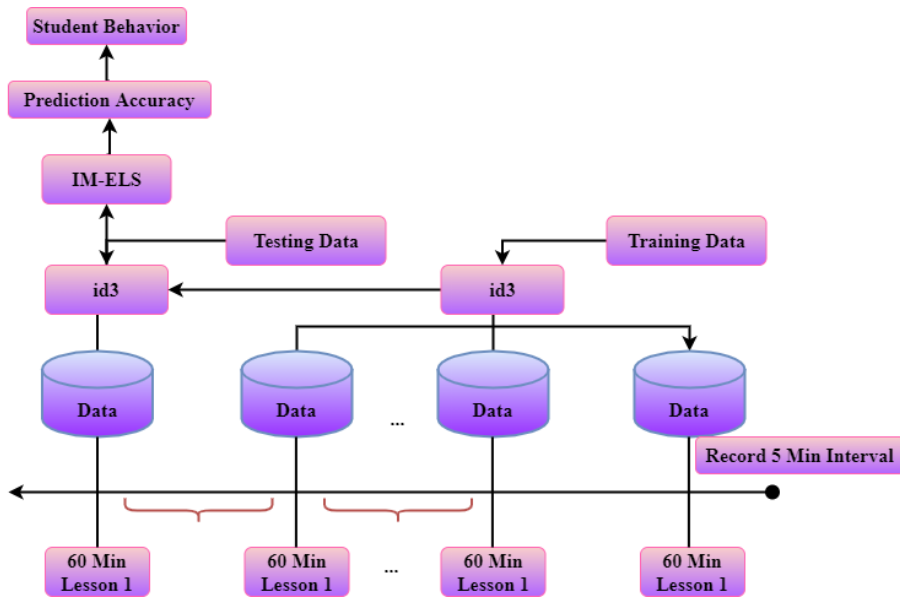 Student Behavior
Prediction Accuracy
IM-ELS
Testing Data
Training Data
id3
id3
Data
Data
...
Data
Data
Record 5 Min Interval
60 Min
Lesson 1
60 Min
Lesson 1
...
60 Min
Lesson 1
60 Min
Lesson 1